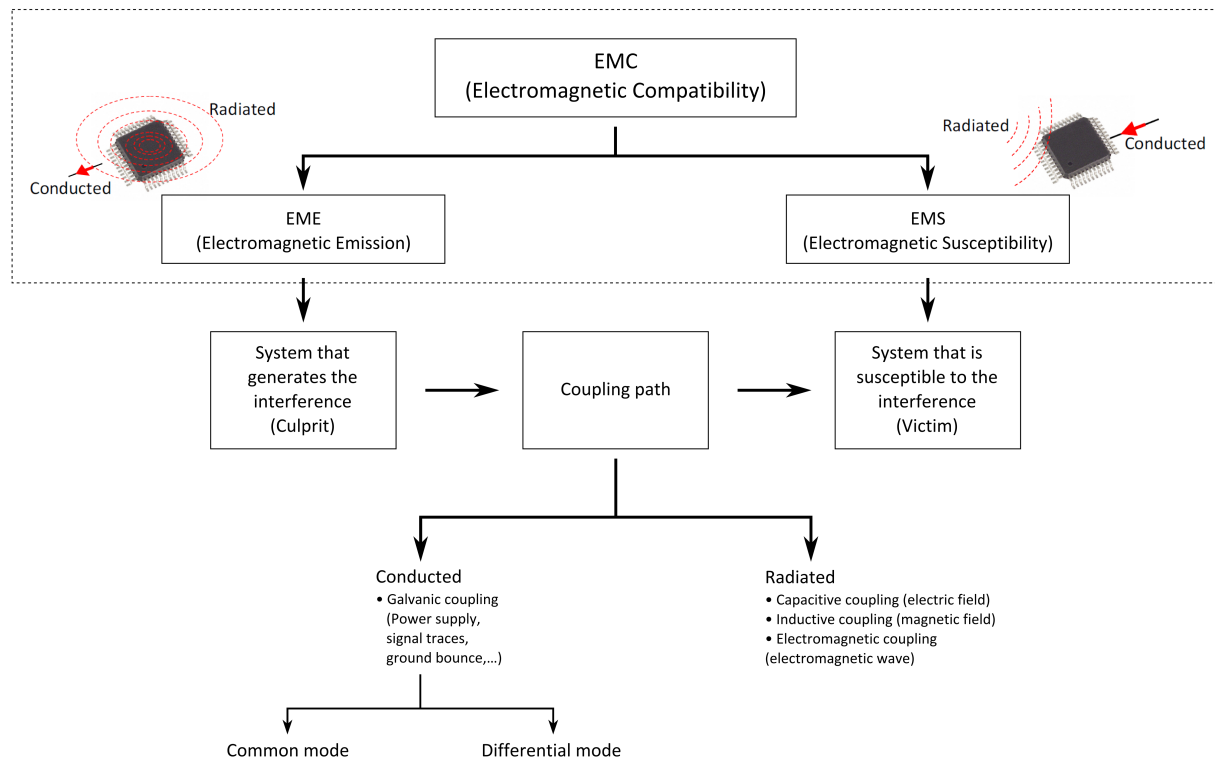 EMC
(Electromagnetic Compatibility)
Radiated
Conducted
Radiated
Conducted
EME
(Electromagnetic Emission)
EMS
(Electromagnetic Susceptibility)
System that
generates the
interference
(Culprit)
Coupling path
System that is
susceptible to the
interference
(Victim)
Conducted
• Galvanic coupling
(Power supply,
signal traces,
ground bounce,...)
Radiated
• Capacitive coupling (electric field)
• Inductive coupling (magnetic field)
• Electromagnetic coupling
(electromagnetic wave)
Common mode
Differential mode